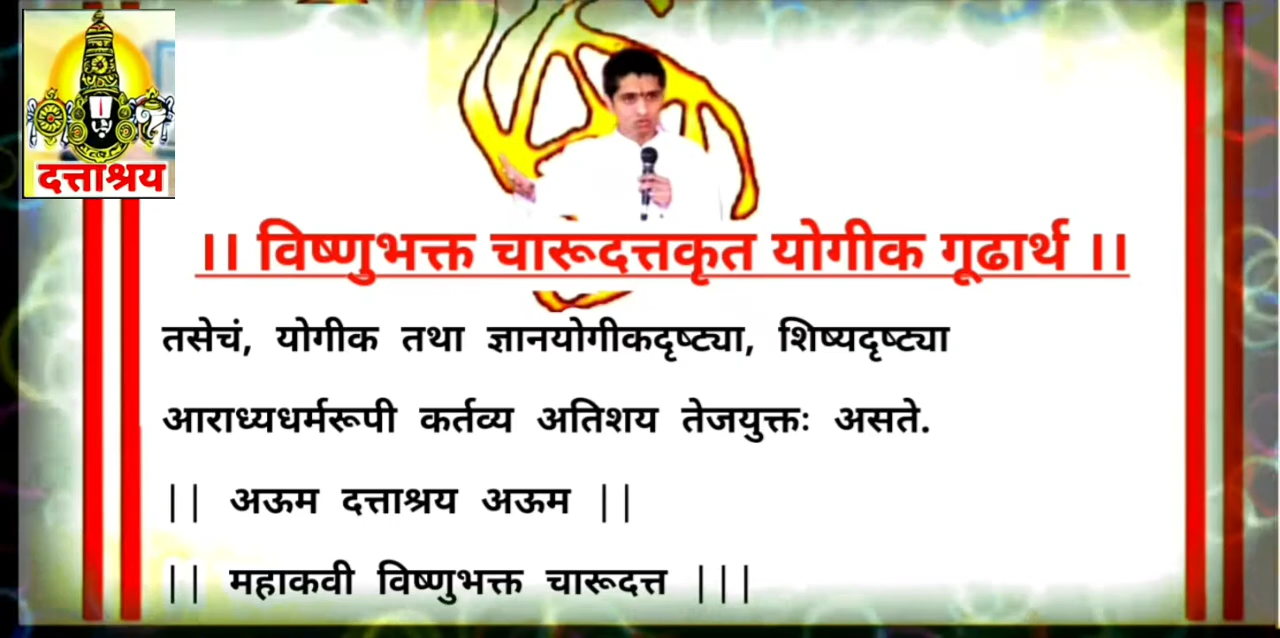 दत्ताश्रय
।। विष्णुभक्त चारूदत्तकृत योगीक गूढार्थ ।।
तसेचं, योगीक तथा ज्ञानयोगीकदृष्ट्या, शिष्यदृष्ट्या
आराध्यधर्मरूपी कर्तव्य अतिशय तेजयुक्तः असते.
|| अऊम दत्ताश्रय अऊम ||
|| महाकवी विष्णुभक्त चारूदत्त |||